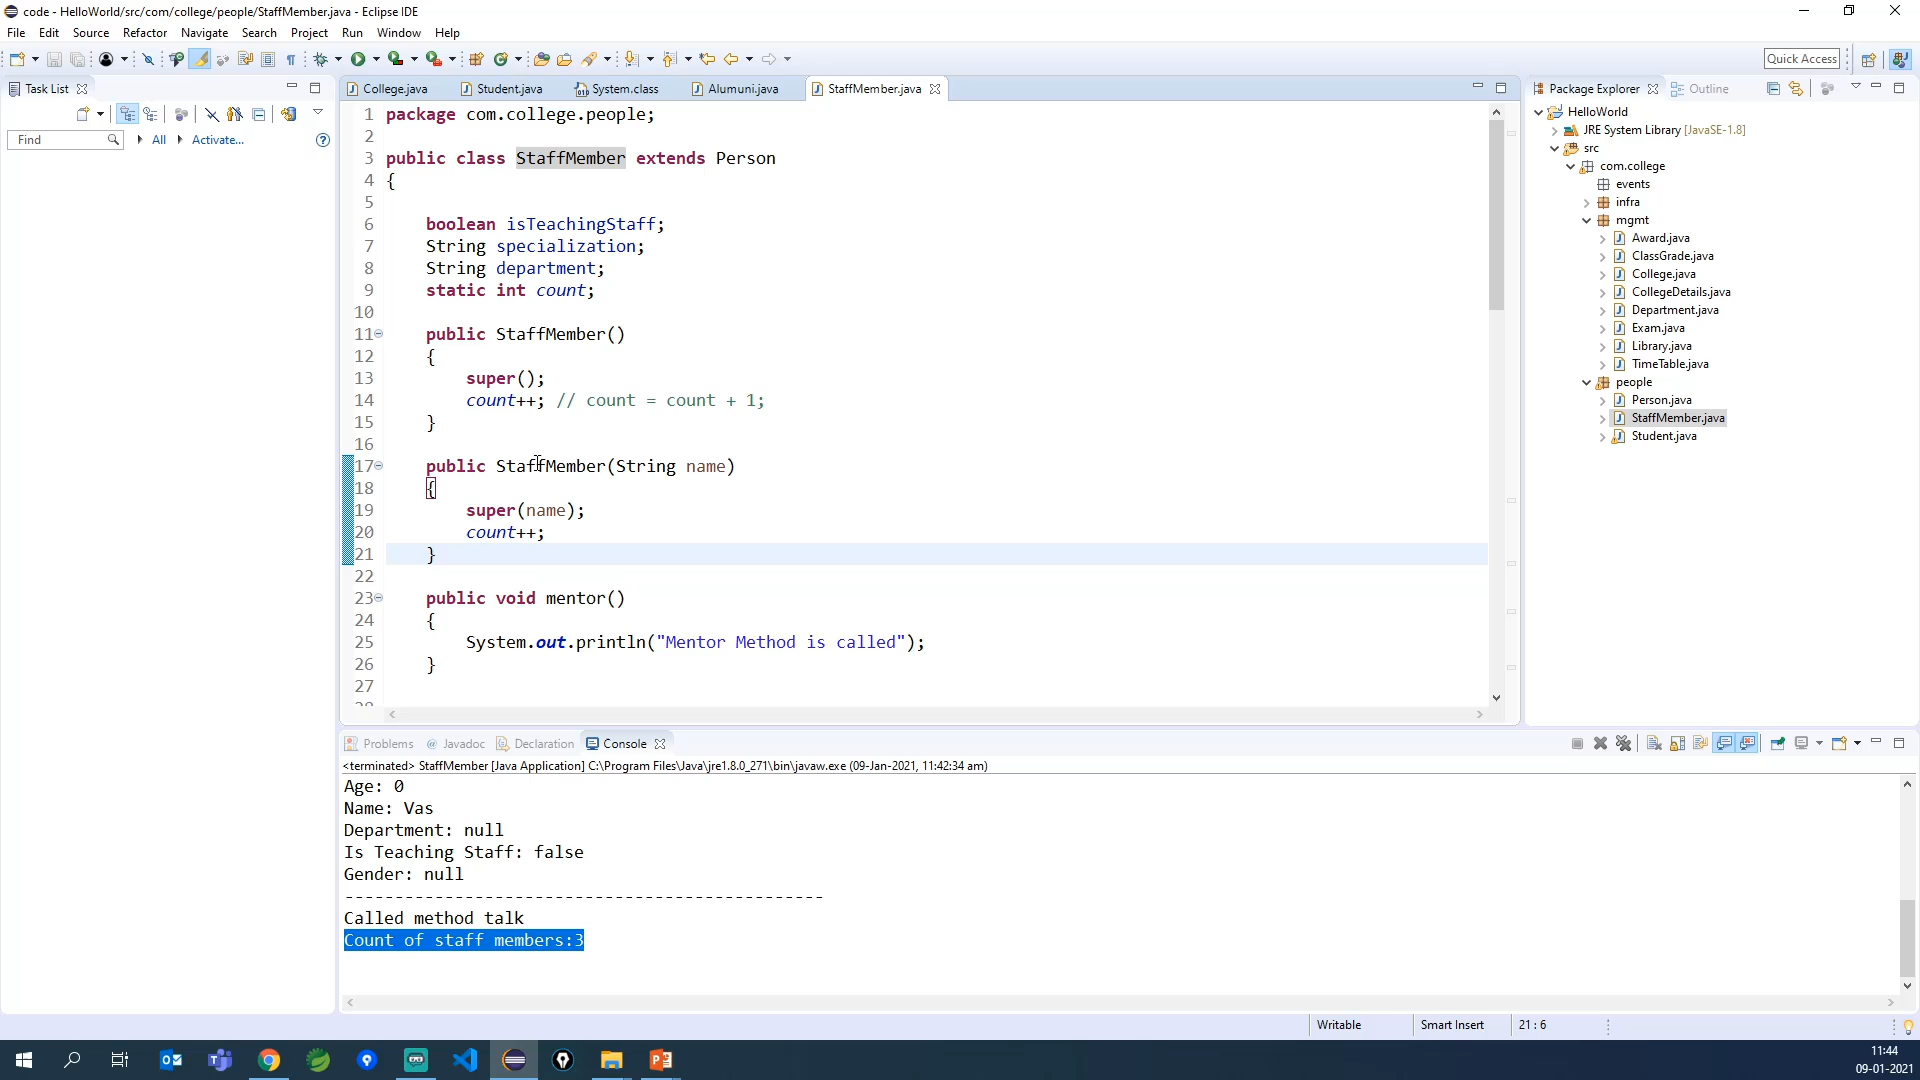 code - HelloWorld/src/com/college/people/StaffMember.java - Eclipse IDE
File Edit Source Refactor Navigate Search Project Run Window Help
Quick Access
Task List
Find All Activate...
College.java Student.java System.class Alumuni.java StaffMember.java
1 package com.college.people;
2
3 public class StaffMember extends Person
4 {
5
6 boolean isTeachingStaff;
7 String specialization;
8 String department;
9 static int count;
10
11 public StaffMember()
12 {
13 super();
14 count++; // count = count + 1;
15 }
16
17 public StaffMember(String name)
18 {
19 super(name);
20 count++;
21 }
22
23 public void mentor()
24 {
25 System.out.println("Mentor Method is called");
26 }
27
Package Explorer Outline
HelloWorld
JRE System Library [JavaSE-1.8]
src
com.college
events
infra
mgmt
Award.java
ClassGrade.java
College.java
CollegeDetails.java
Department.java
Exam.java
Library.java
TimeTable.java
people
Person.java
StaffMember.java
Student.java
Problems @ Javadoc Declaration Console
<terminated> StaffMember [Java Application] C:\Program Files\Java\jre1.8.0_271\bin\javaw.exe (09-Jan-2021, 11:42:34 am)
Age: 0
Name: Vas
Department: null
Is Teaching Staff: false
Gender: null
------------------------------------------------
Called method talk
Count of staff members:3
Writable Smart Insert 21 : 6
11:44
09-01-2021